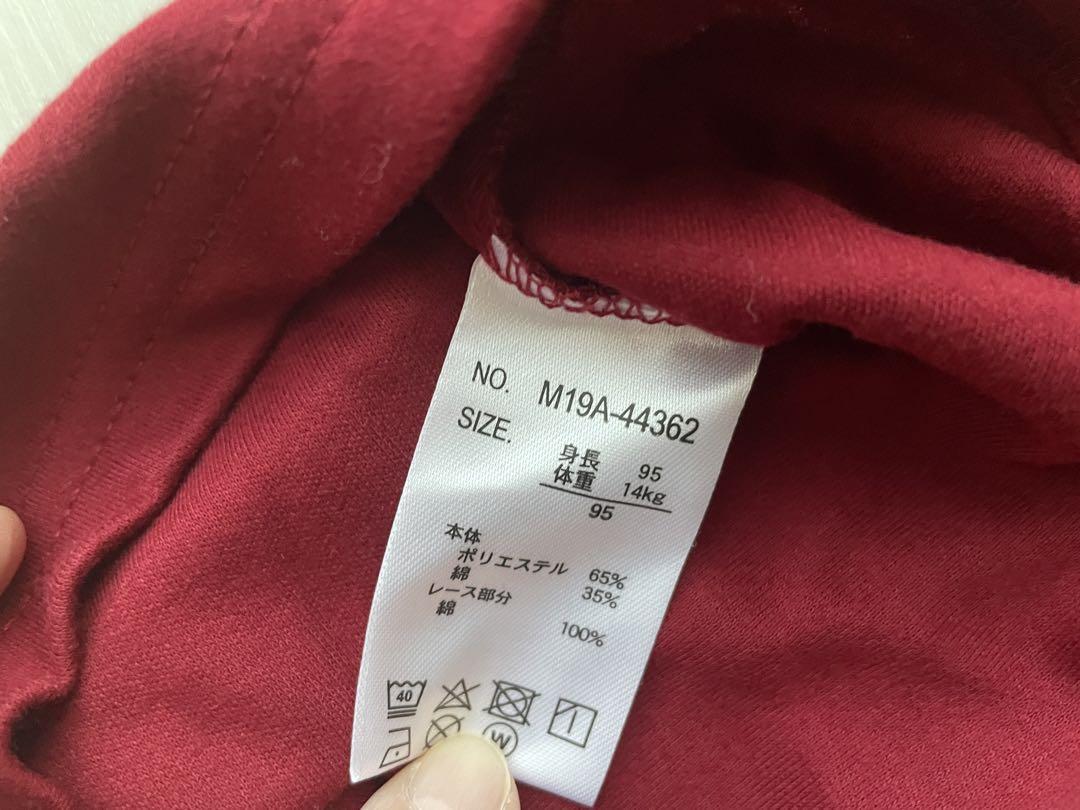 NO. M19A-44362
SIZE.
身長 95
体重 14kg
95
本体
ポリエステル 65%
綿 35%
レース部分
綿 100%
40
W